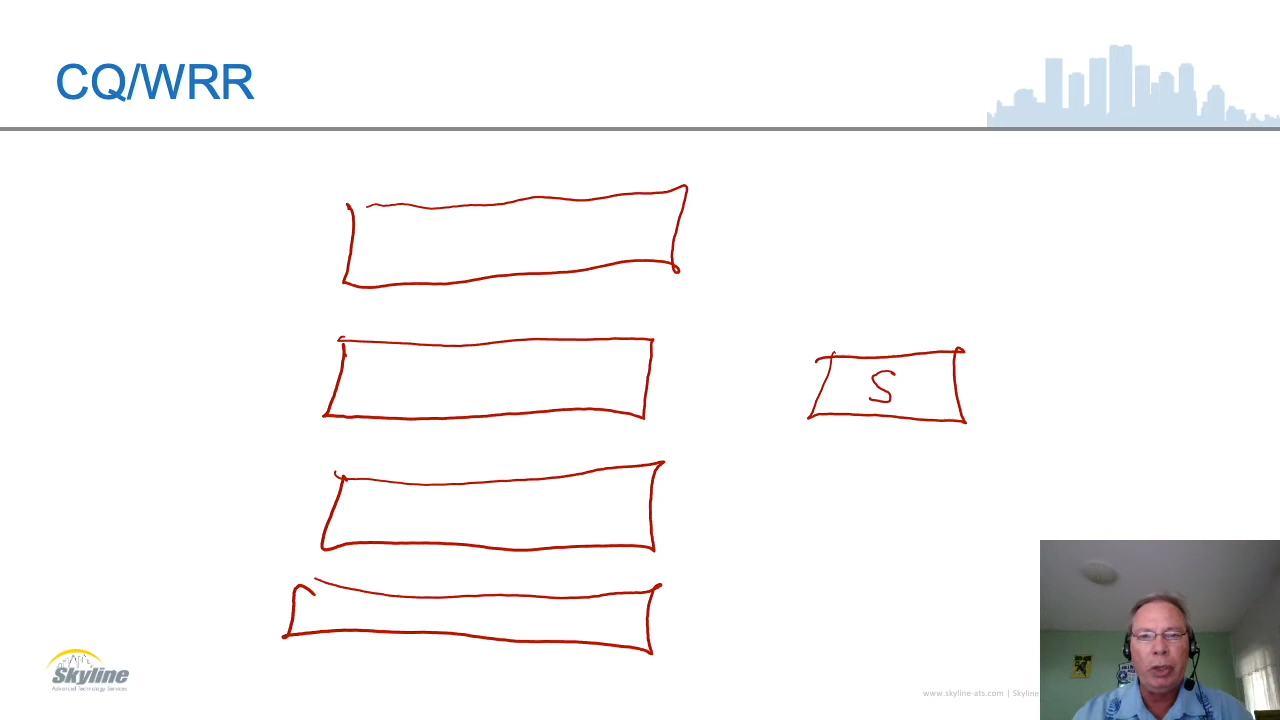 CQ/WRR
S
Skyline
Advanced Technology Services
www.skyline-ats.com | Skyline